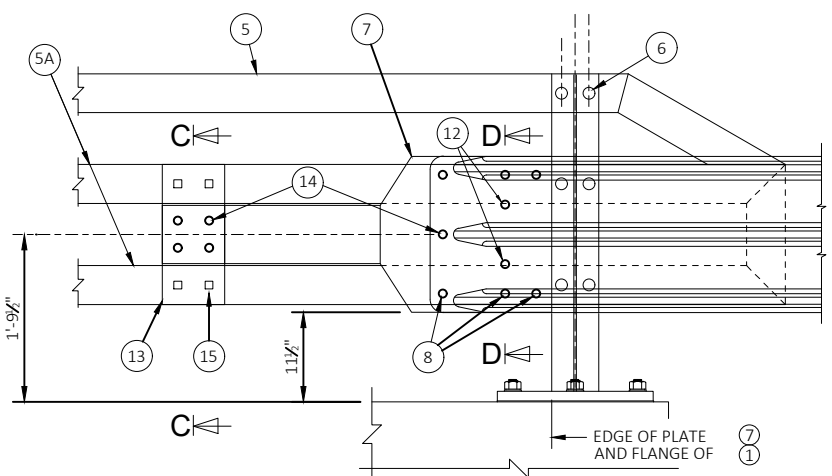 5
7
6
5A
C
D
12
14
1'-9½"
11½"
13
15
8
D
C
EDGE OF PLATE 7
AND FLANGE OF 1